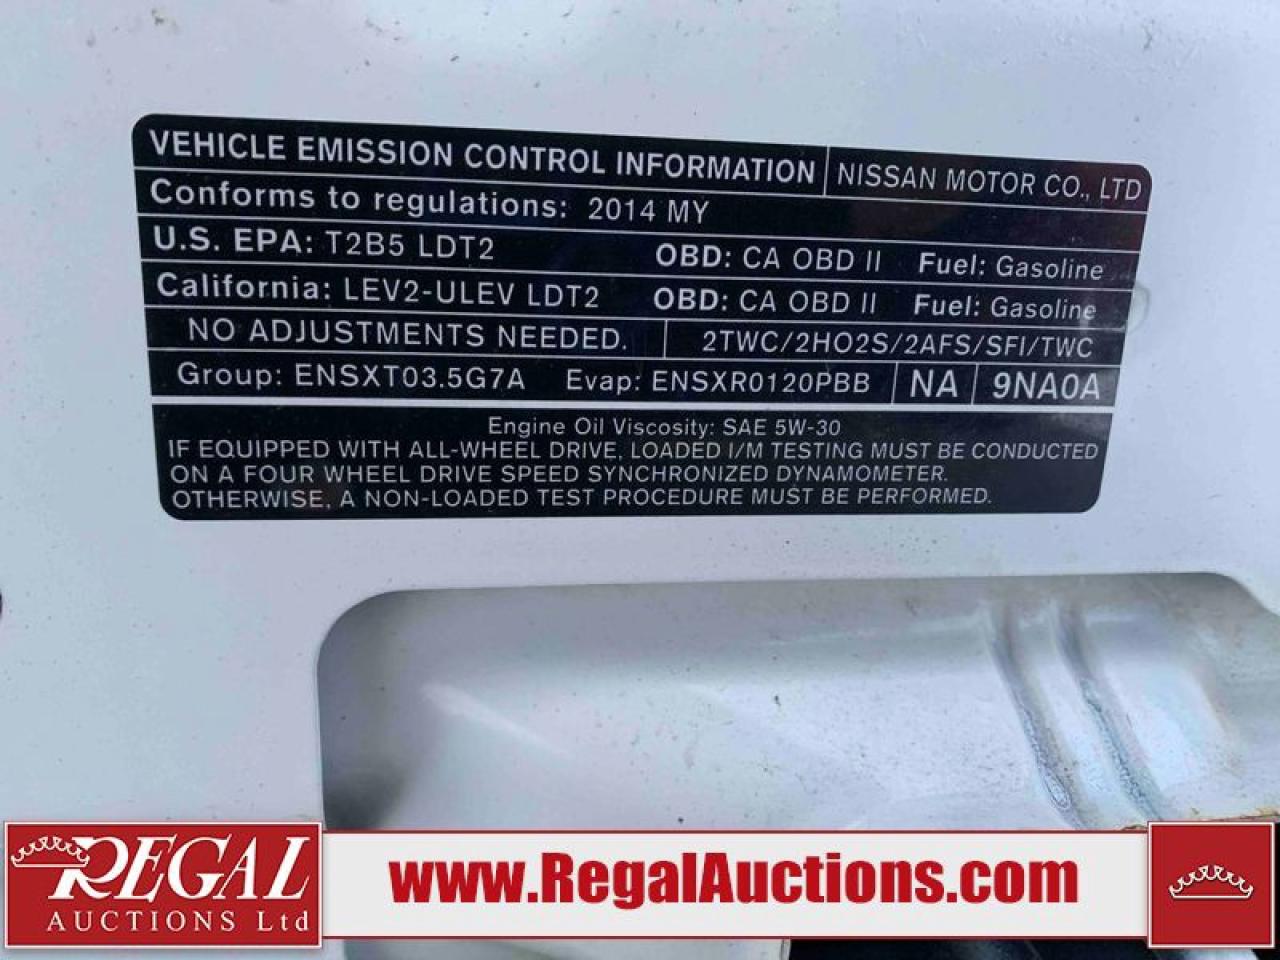 VEHICLE EMISSION CONTROL INFORMATION NISSAN MOTOR CO., LTD
Conforms to regulations: 2014 MY
U.S. EPA: T2B5 LDT2 OBD: CA OBD II Fuel: Gasoline
California: LEV2-ULEV LDT2 OBD: CA OBD II Fuel: Gasoline
NO ADJUSTMENTS NEEDED. 2TWC/2HO2S/2AFS/SFI/TWC
Group: ENSXT03.5G7A Evap: ENSXR0120PBB NA 9NA0A
Engine Oil Viscosity: SAE 5W-30
IF EQUIPPED WITH ALL-WHEEL DRIVE, LOADED I/M TESTING MUST BE CONDUCTED
ON A FOUR WHEEL DRIVE SPEED SYNCHRONIZED DYNAMOMETER.
OTHERWISE, A NON-LOADED TEST PROCEDURE MUST BE PERFORMED.
REGAL
AUCTIONS Ltd
www.RegalAuctions.com